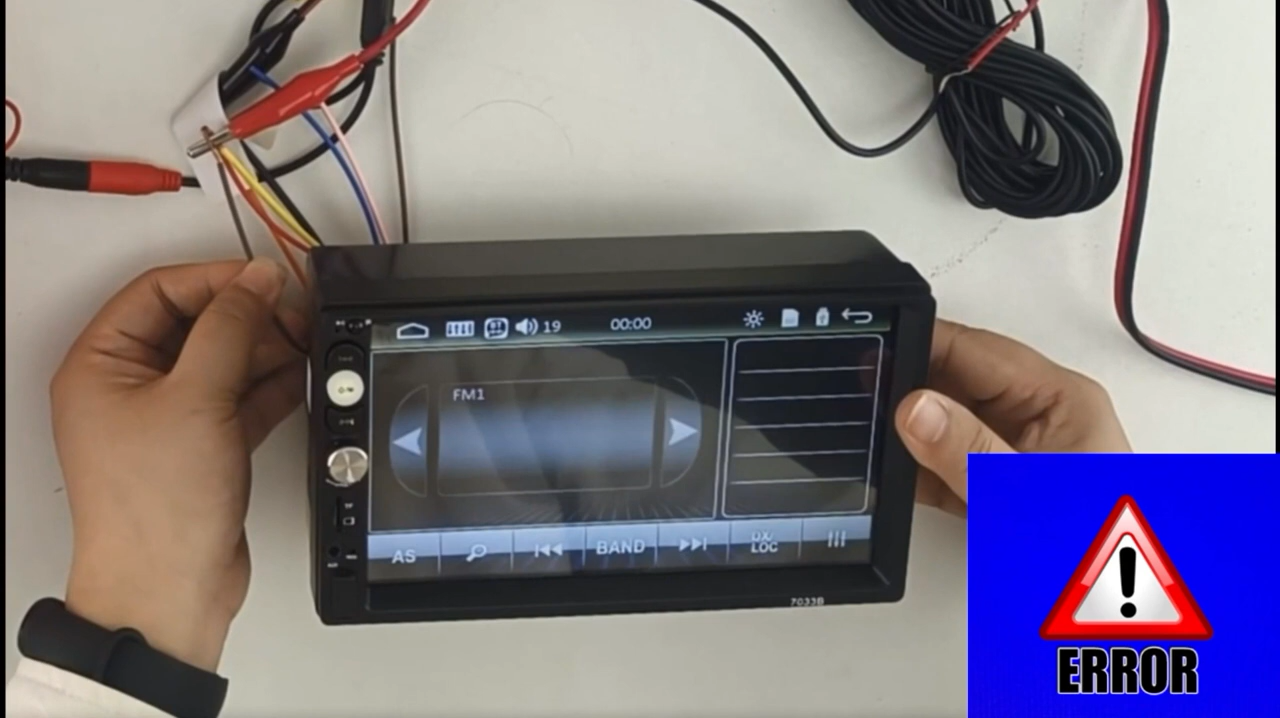 19
00:00
FM1
AS
BAND
DX/
LOC
7033B
ERROR